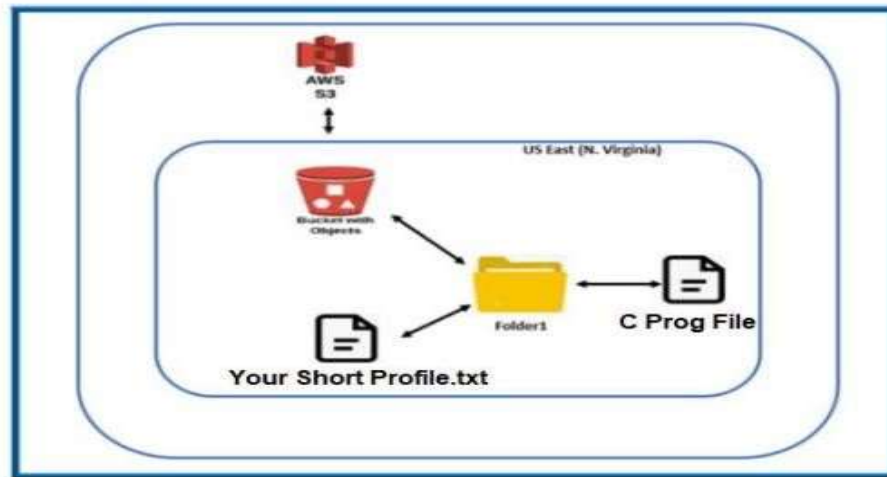 AWS
S3
US East (N. Virginia)
Bucket with
Objects
Folder1
C Prog File
Your Short Profile.txt